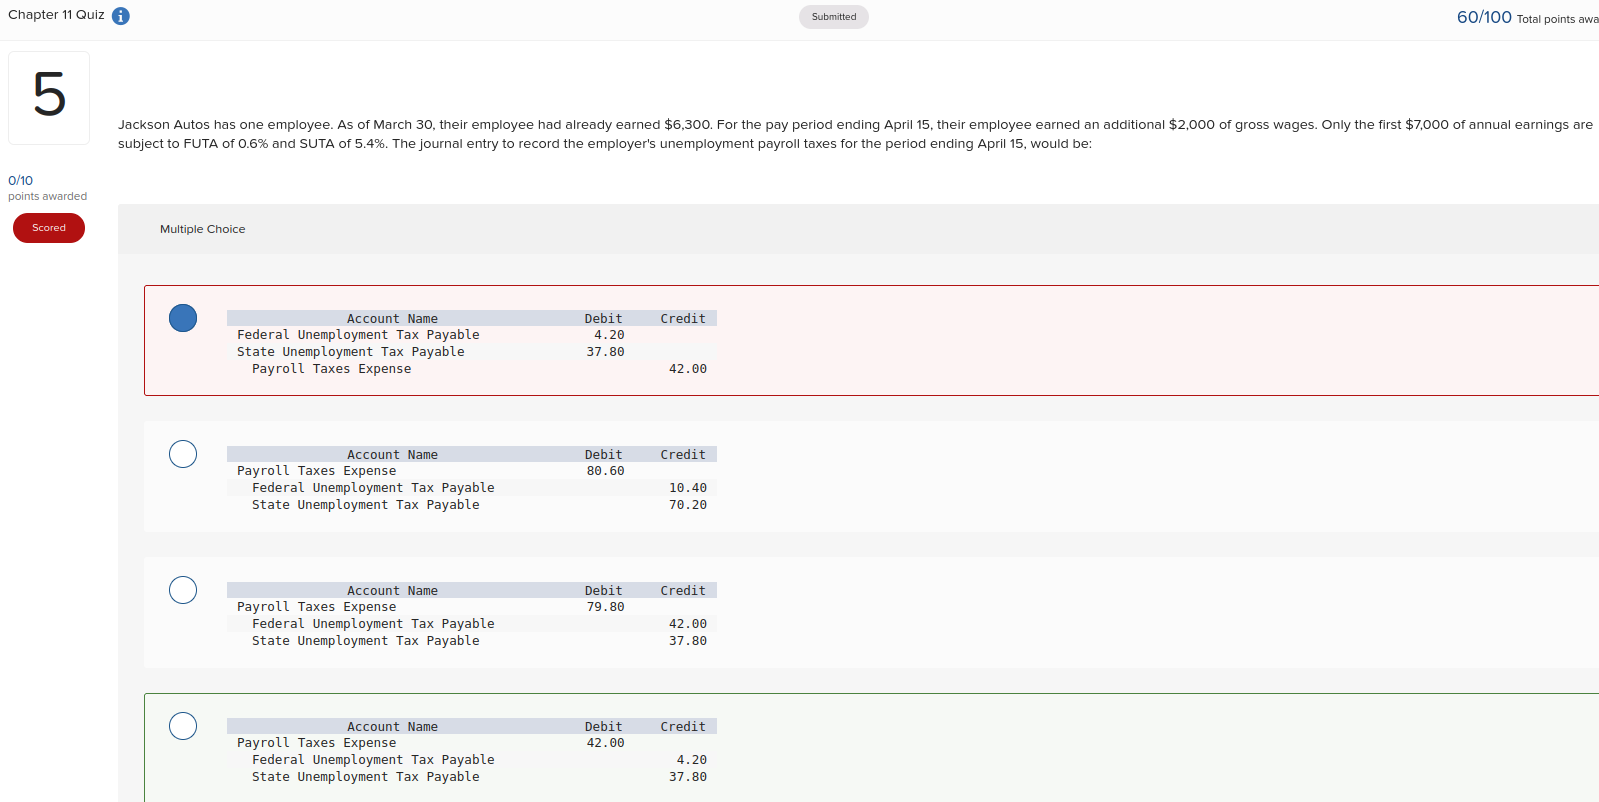 Chapter 11 Quiz
Submitted
60/100 Total points awa
5
Jackson Autos has one employee. As of March 30, their employee had already earned $6,300. For the pay period ending April 15, their employee earned an additional $2,000 of gross wages. Only the first $7,000 of annual earnings are
subject to FUTA of 0.6% and SUTA of 5.4%. The journal entry to record the employer's unemployment payroll taxes for the period ending April 15, would be:
0/10
points awarded
Scored
Multiple Choice
Account Name Debit Credit
Federal Unemployment Tax Payable 4.20
State Unemployment Tax Payable 37.80
Payroll Taxes Expense 42.00
Account Name Debit Credit
Payroll Taxes Expense 80.60
Federal Unemployment Tax Payable 10.40
State Unemployment Tax Payable 70.20
Account Name Debit Credit
Payroll Taxes Expense 79.80
Federal Unemployment Tax Payable 42.00
State Unemployment Tax Payable 37.80
Account Name Debit Credit
Payroll Taxes Expense 42.00
Federal Unemployment Tax Payable 4.20
State Unemployment Tax Payable 37.80